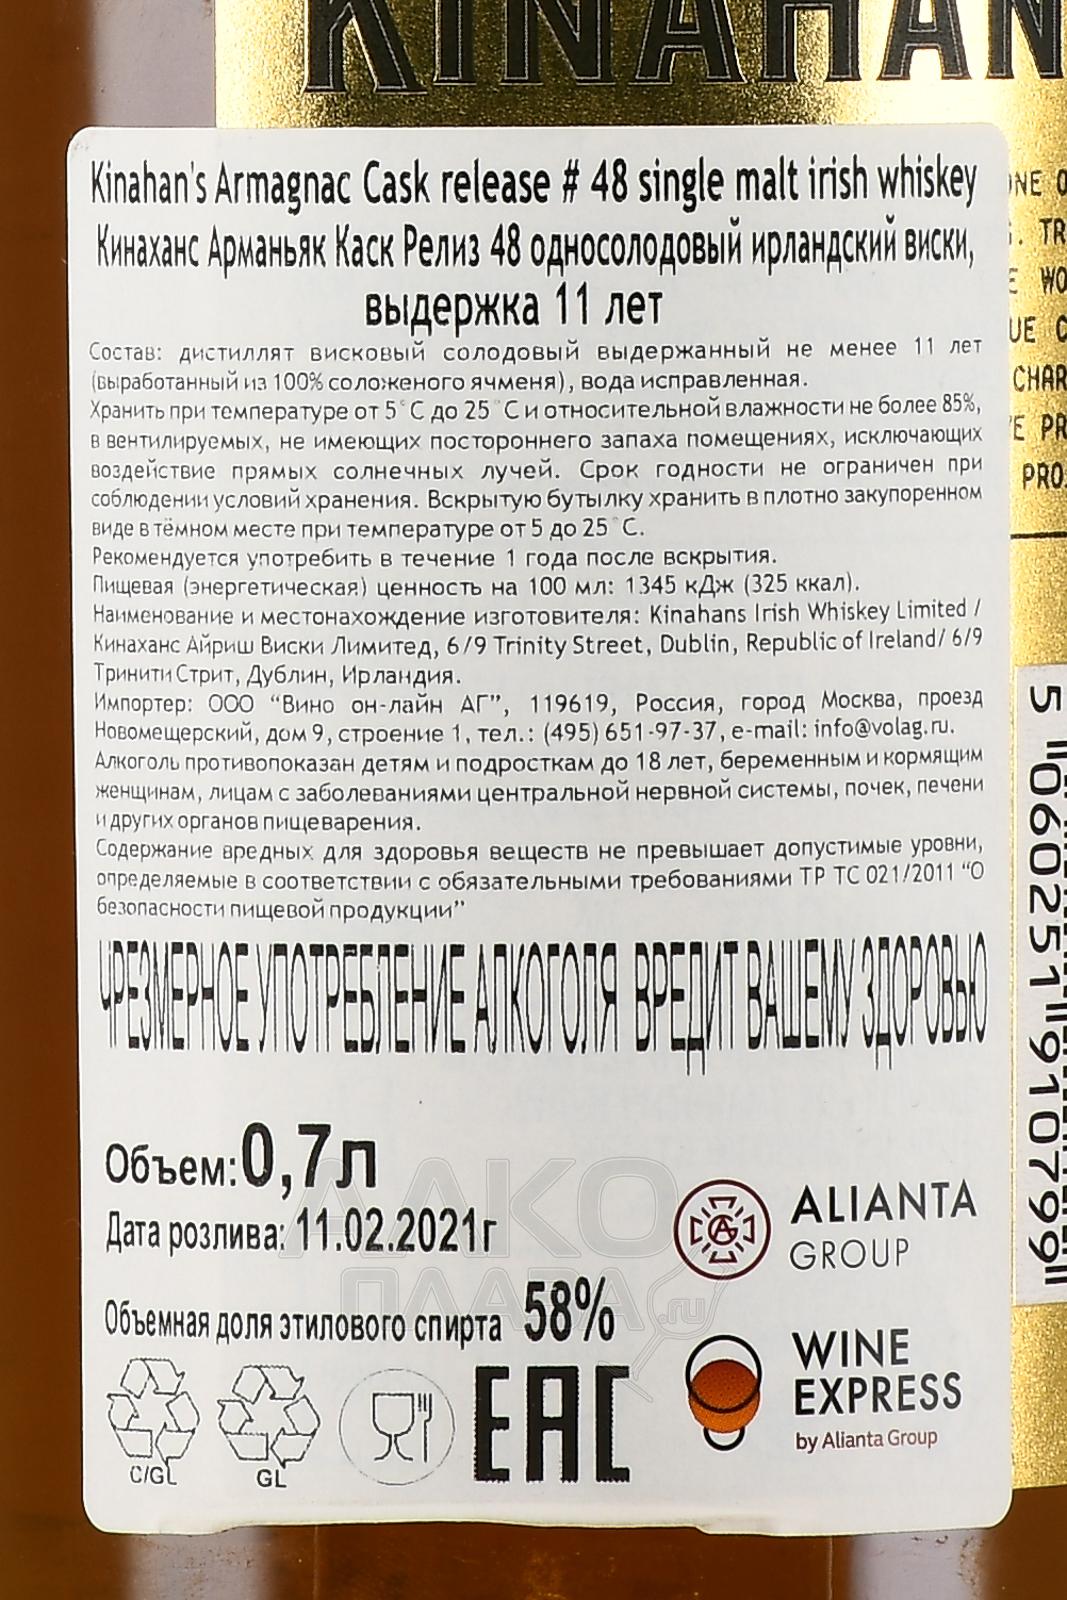 KINAHAN
Kinahan's Armagnac Cask release # 48 single malt irish whiskey
Кинаханс Арманьяк Каск Релиз 48 односолодовый ирландский виски,
выдержка 11 лет
Состав: дистиллят висковый солодовый выдержанный не менее 11 лет
(выработанный из 100% соложеного ячменя), вода исправленная.
Хранить при температуре от 5°С до 25°С и относительной влажности не более 85%,
в вентилируемых, не имеющих постороннего запаха помещениях, исключающих
воздействие прямых солнечных лучей. Срок годности не ограничен при
соблюдении условий хранения. Вскрытую бутылку хранить в плотно закупоренном
виде в тёмном месте при температуре от 5 до 25°С.
Рекомендуется употребить в течение 1 года после вскрытия.
Пищевая (энергетическая) ценность на 100 мл: 1345 кДж (325 ккал).
Наименование и местонахождение изготовителя: Kinahans Irish Whiskey Limited /
Кинаханс Айриш Виски Лимитед, 6/9 Trinity Street, Dublin, Republic of Ireland/ 6/9
Тринити Стрит, Дублин, Ирландия.
Импортер: ООО “Вино он-лайн АГ”, 119619, Россия, город Москва, проезд
Новомещерский, дом 9, строение 1, тел.: (495) 651-97-37, e-mail: info@volag.ru.
Алкоголь противопоказан детям и подросткам до 18 лет, беременным и кормящим
женщинам, лицам с заболеваниями центральной нервной системы, почек, печени
и других органов пищеварения.
Содержание вредных для здоровья веществ не превышает допустимые уровни,
определяемые в соответствии с обязательными требованиями ТР ТС 021/2011 “О
безопасности пищевой продукции”
ЧРЕЗМЕРНОЕ УПОТРЕБЛЕНИЕ АЛКОГОЛЯ ВРЕДИТ ВАШЕМУ ЗДОРОВЬЮ
Объем: 0,7л
Дата розлива: 11.02.2021г
Объемная доля этилового спирта 58%
C/GL
GL
EAC
ALIANTA
GROUP
WINE
EXPRESS
by Alianta Group
АЛКО
ПЛАЗА
.ru
NE O
. TR
E WO
UE C
CHAR
E PR
PRO
5 060251 910799